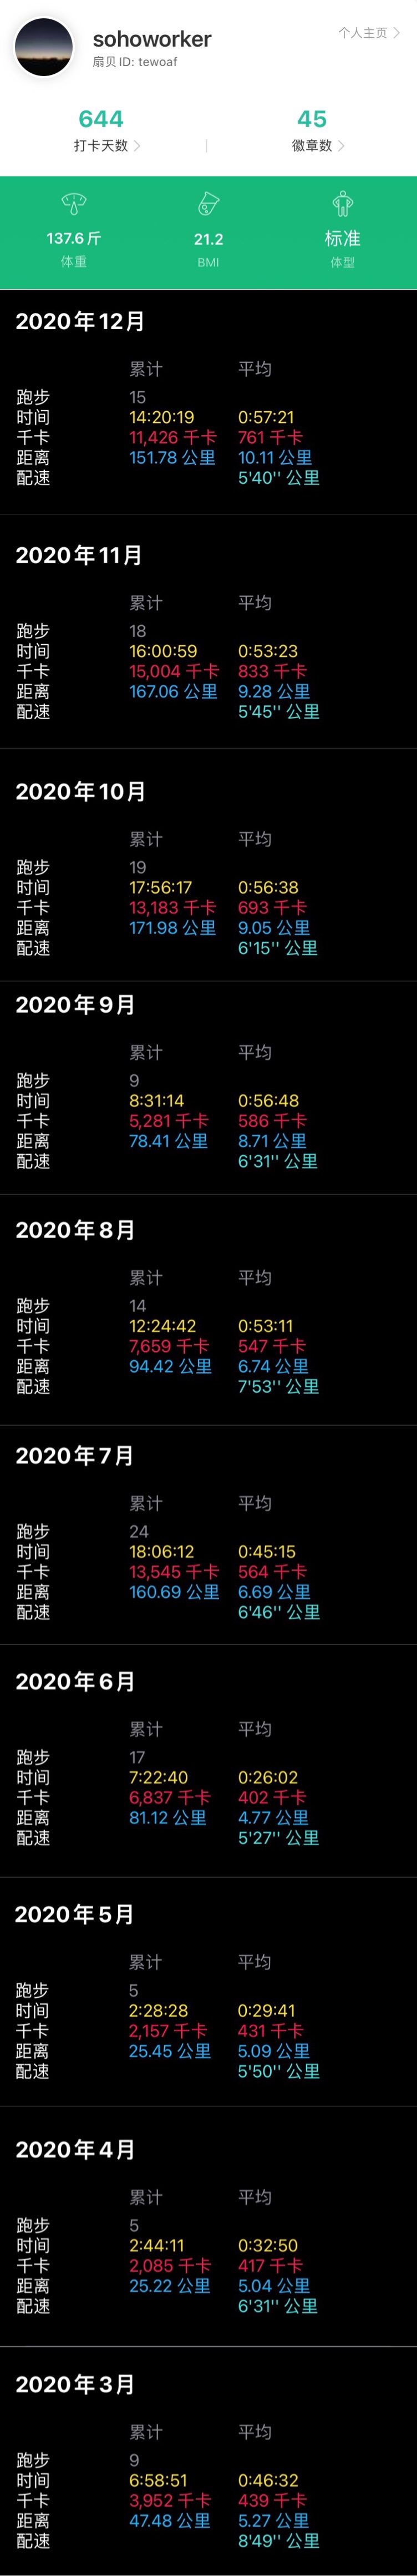 sohoworker
个人主页
扇贝ID: tewoaf
644 45
打卡天数 徽章数
137.6 斤 21.2 标准
体重 BMI 体型
2020年12月
累计 平均
跑步 15
时间 14:20:19 0:57:21
千卡 11,426 千卡 761 千卡
距离 151.78 公里 10.11 公里
配速 5'40'' 公里
2020年11月
累计 平均
跑步 18
时间 16:00:59 0:53:23
千卡 15,004 千卡 833 千卡
距离 167.06 公里 9.28 公里
配速 5'45'' 公里
2020年10月
累计 平均
跑步 19
时间 17:56:17 0:56:38
千卡 13,183 千卡 693 千卡
距离 171.98 公里 9.05 公里
配速 6'15'' 公里
2020年9月
累计 平均
跑步 9
时间 8:31:14 0:56:48
千卡 5,281 千卡 586 千卡
距离 78.41 公里 8.71 公里
配速 6'31'' 公里
2020年8月
累计 平均
跑步 14
时间 12:24:42 0:53:11
千卡 7,659 千卡 547 千卡
距离 94.42 公里 6.74 公里
配速 7'53'' 公里
2020年7月
累计 平均
跑步 24
时间 18:06:12 0:45:15
千卡 13,545 千卡 564 千卡
距离 160.69 公里 6.69 公里
配速 6'46'' 公里
2020年6月
累计 平均
跑步 17
时间 7:22:40 0:26:02
千卡 6,837 千卡 402 千卡
距离 81.12 公里 4.77 公里
配速 5'27'' 公里
2020年5月
累计 平均
跑步 5
时间 2:28:28 0:29:41
千卡 2,157 千卡 431 千卡
距离 25.45 公里 5.09 公里
配速 5'50'' 公里
2020年4月
累计 平均
跑步 5
时间 2:44:11 0:32:50
千卡 2,085 千卡 417 千卡
距离 25.22 公里 5.04 公里
配速 6'31'' 公里
2020年3月
累计 平均
跑步 9
时间 6:58:51 0:46:32
千卡 3,952 千卡 439 千卡
距离 47.48 公里 5.27 公里
配速 8'49'' 公里